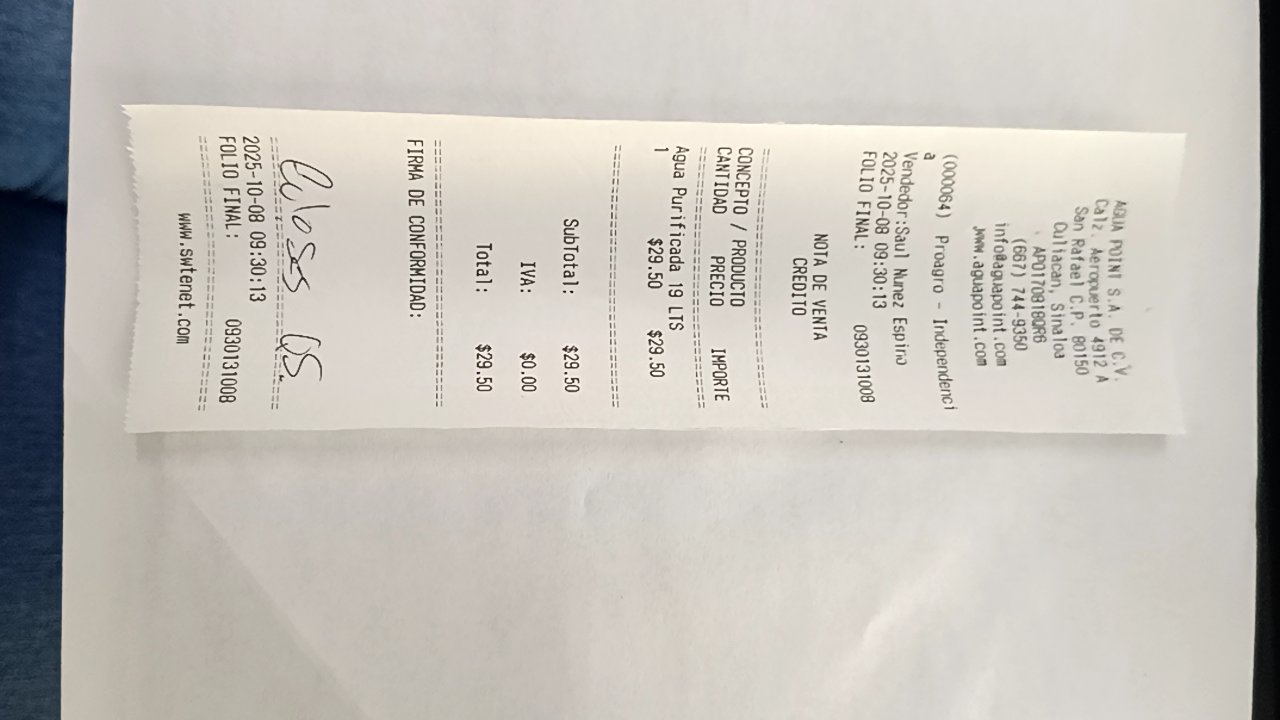 AGUA POINT S.A. DE C.V.
Calz. Aeropuerto 4912 A
San Rafael C.P. 80150
Culiacan, Sinaloa
APO170818QR6
(667) 744-9350
info@aguapoint.com
www.aguapoint.com
(000064) Proagro - Independenci
a
Vendedor:Saul Nunez Espino
2025-10-08 09:30:13
FOLIO FINAL: 0930131008
NOTA DE VENTA
CREDITO
CONCEPTO / PRODUCTO
CANTIDAD PRECIO IMPORTE
Agua Purificada 19 LTS
1 $29.50 $29.50
SubTotal: $29.50
IVA: $0.00
Total: $29.50
FIRMA DE CONFORMIDAD:
2025-10-08 09:30:13
FOLIO FINAL: 0930131008
www.swtenet.com